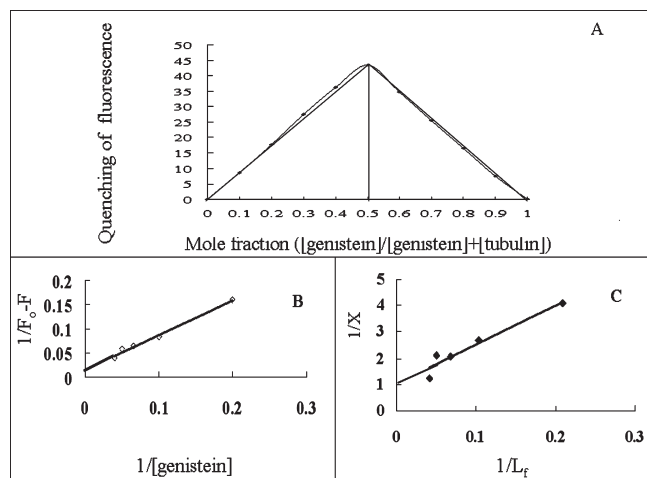 A
Quenching of fluorescence
50
45
40
35
30
25
20
15
10
5
0
0 0.1 0.2 0.3 0.4 0.5 0.6 0.7 0.8 0.9 1
Mole fraction ([genistein]/[genistein]+[tubulin])
B
1/Fo-F
0.2
0.15
0.1
0.05
0
0 0.1 0.2 0.3
1/[genistein]
C
1/X
5
4
3
2
1
0
0 0.1 0.2 0.3
1/Lf